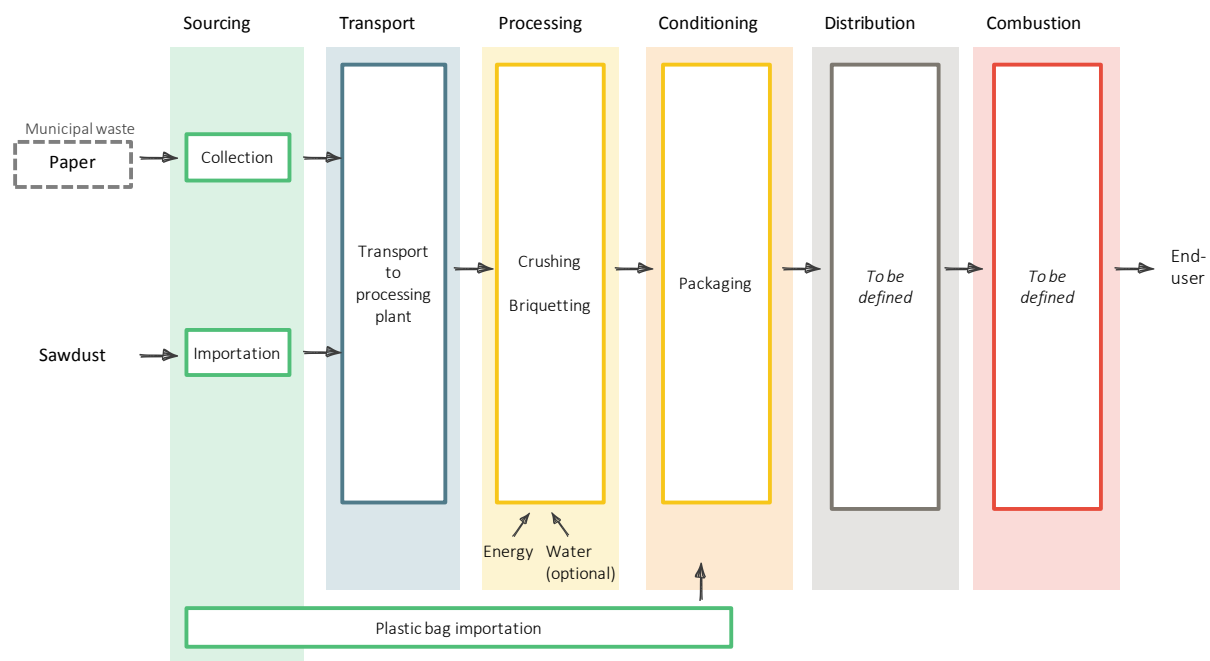 Sourcing
Transport
Processing
Conditioning
Distribution
Combustion
Municipal waste
Paper
Collection
Sawdust
Importation
Transport
to
processing
plant
Crushing
Briquetting
Packaging
To be
defined
To be
defined
End-
user
Energy
Water
(optional)
Plastic bag importation